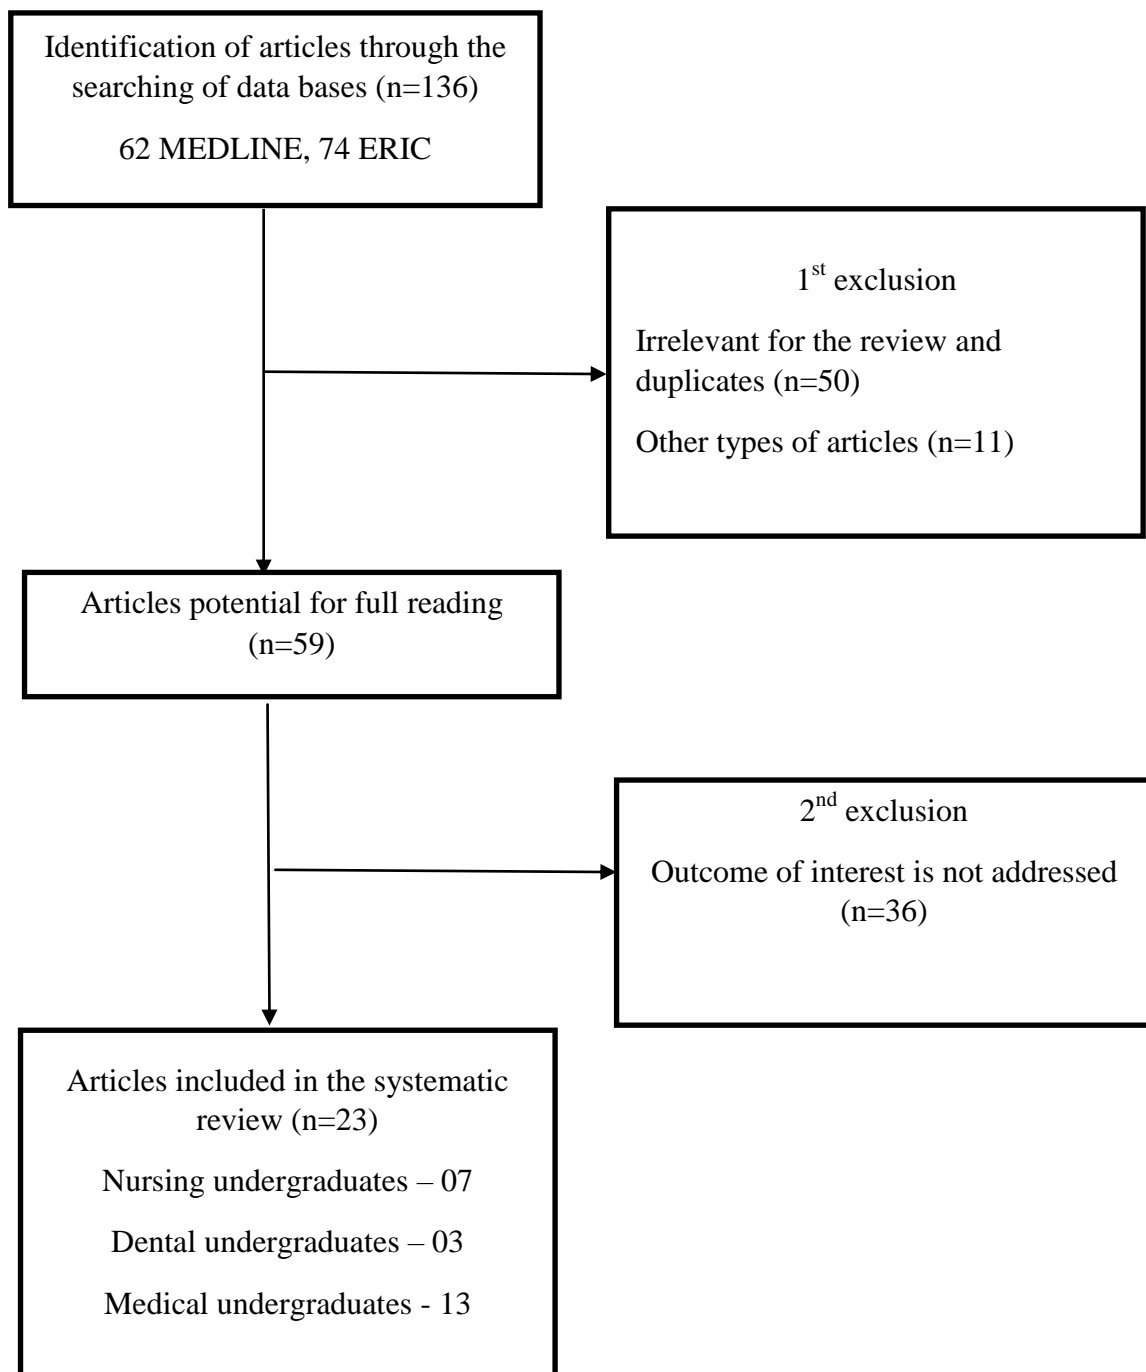 Identification of articles through the
searching of data bases (n=136)
62 MEDLINE, 74 ERIC
1st exclusion
Irrelevant for the review and
duplicates (n=50)
Other types of articles (n=11)
Articles potential for full reading
(n=59)
2nd exclusion
Outcome of interest is not addressed
(n=36)
Articles included in the systematic
review (n=23)
Nursing undergraduates – 07
Dental undergraduates – 03
Medical undergraduates - 13